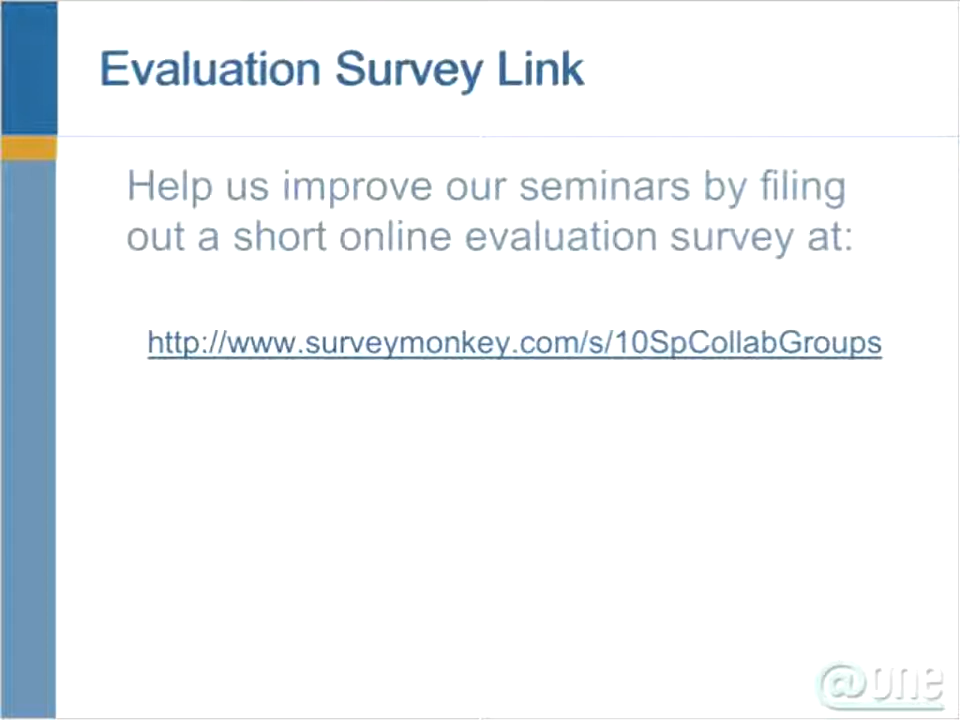 Evaluation Survey Link
Help us improve our seminars by filing
out a short online evaluation survey at:
http://www.surveymonkey.com/s/10SpCollabGroups
@one